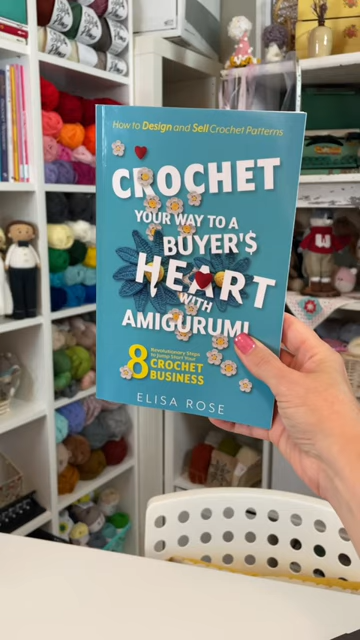 How to Design and Sell Crochet Patterns
CROCHET
YOUR WAY TO A
BUYER'$
HEART
WITH
AMIGURUMI
8 Revolutionary Steps
to Jump Start Your
CROCHET
BUSINESS
ELISA ROSE